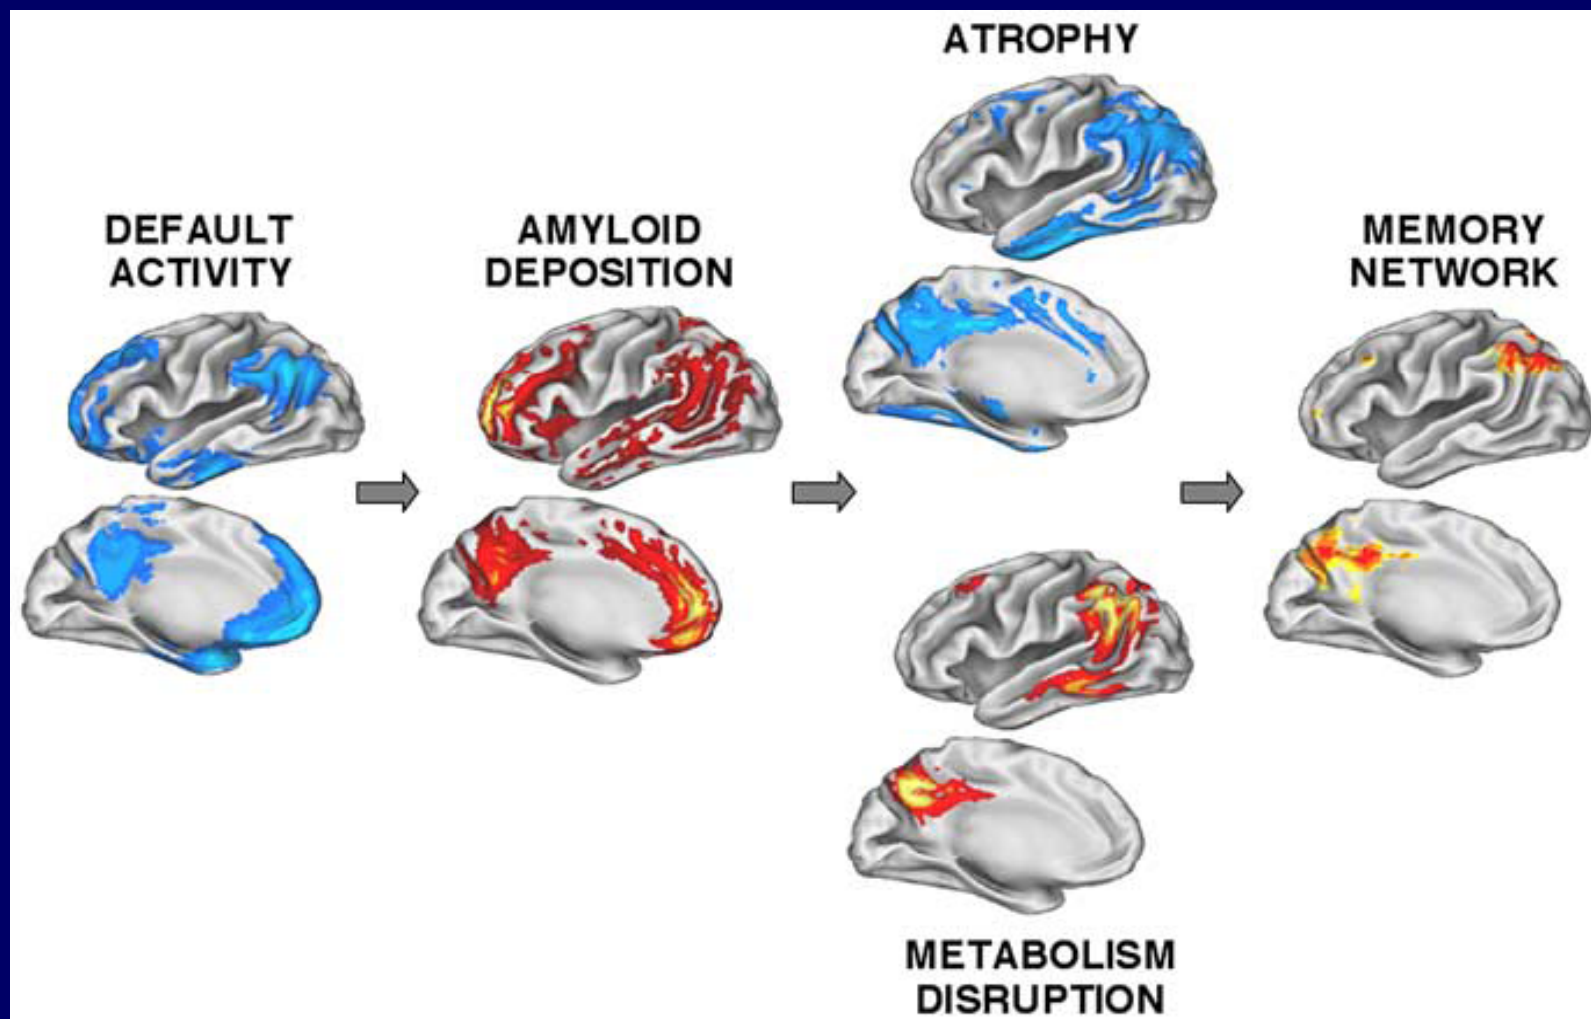 DEFAULT
ACTIVITY
AMYLOID
DEPOSITION
ATROPHY
METABOLISM
DISRUPTION
MEMORY
NETWORK